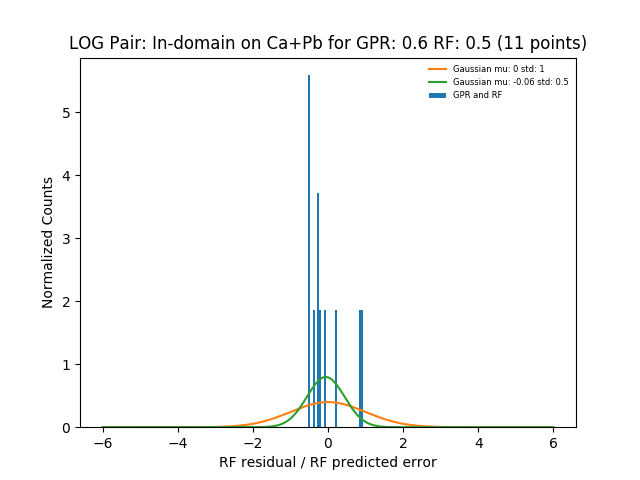 LOG Pair: In-domain on Ca+Pb for GPR: 0.6 RF: 0.5 (11 points)
Gaussian mu: 0 std: 1
Gaussian mu: -0.06 std: 0.5
GPR and RF
Normalized Counts
5
4
3
2
1
0
−6
−4
−2
0
2
4
6
RF residual / RF predicted error